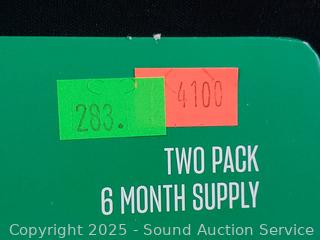 283.
4100
TWO PACK
6 MONTH SUPPLY
Copyright 2025 - Sound Auction Service